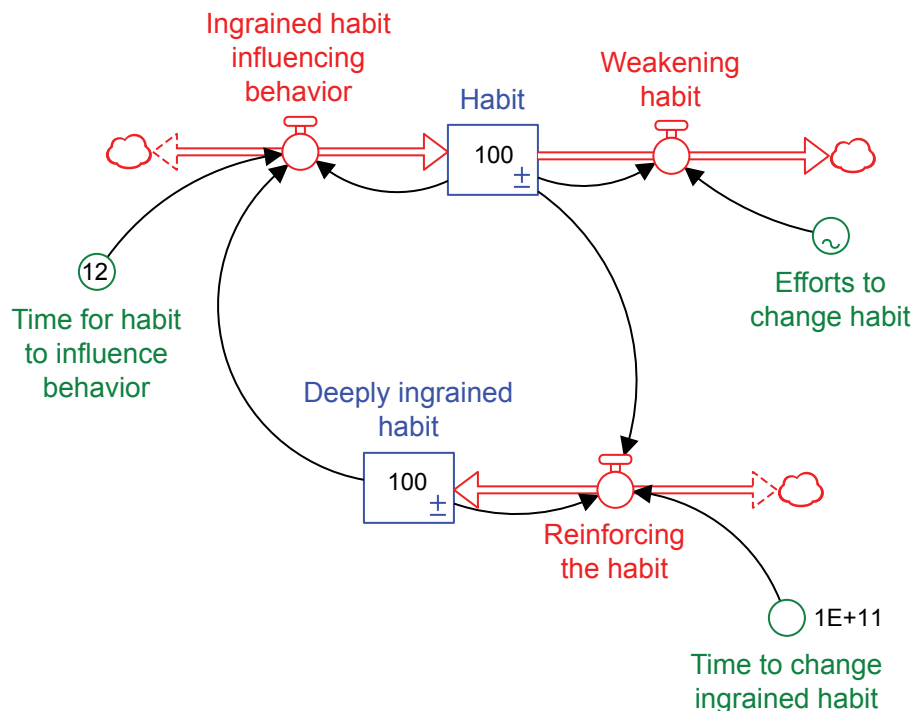 Ingrained habit
influencing
behavior
Habit
Weakening
habit
100
±
12
Time for habit
to influence
behavior
~
Efforts to
change habit
Deeply ingrained
habit
100
±
Reinforcing
the habit
1E+11
Time to change
ingrained habit